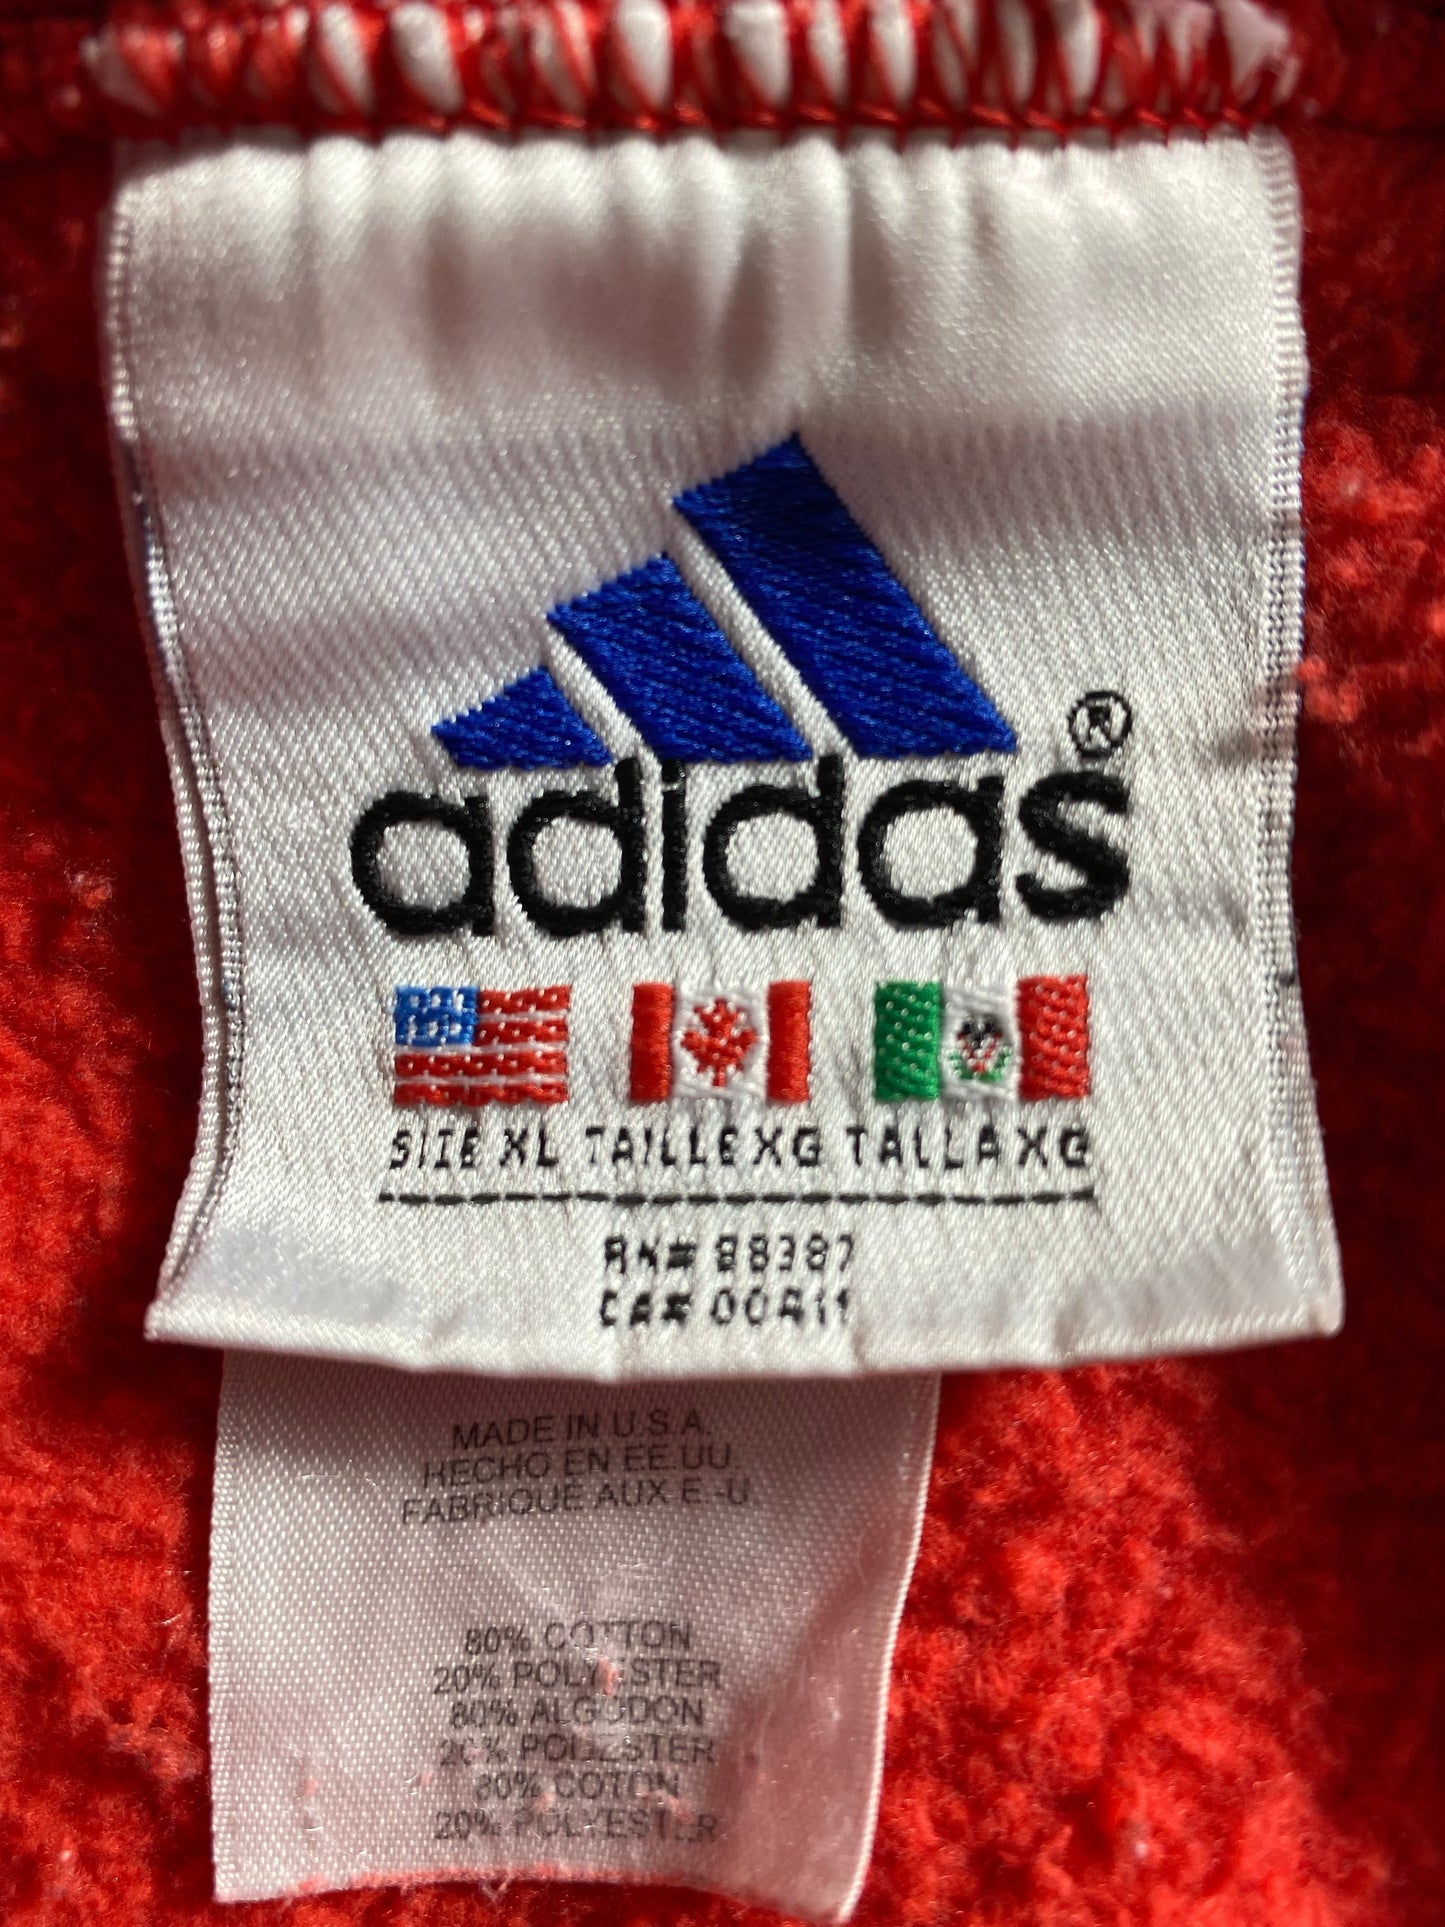 adidas ®
SIZE XL TAILLE XG TALLA XG
RN# 88387
CA# 00411
MADE IN U.S.A.
HECHO EN EE.UU.
FABRIQUE AUX E.-U.
80% COTTON
20% POLYESTER
80% ALGODON
20% POLIESTER
80% COTON
20% POLYESTER